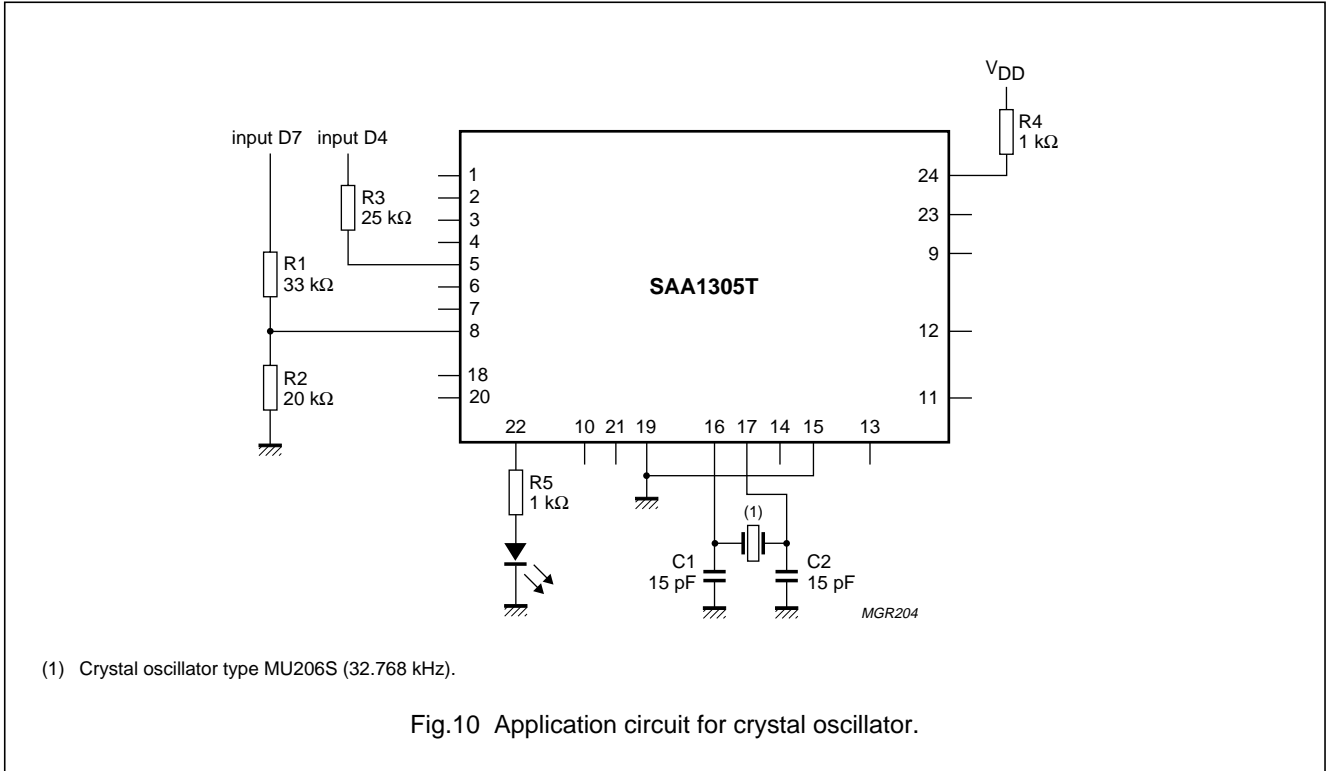 VDD
R4
1 kΩ
input D7 input D4
1
2
3
4
5
6
7
8
18
20
R3
25 kΩ
R1
33 kΩ
R2
20 kΩ
SAA1305T
24
23
9
12
11
22 10 21 19 16 17 14 15 13
R5
1 kΩ
(1)
C1
15 pF
C2
15 pF
MGR204
(1) Crystal oscillator type MU206S (32.768 kHz).
Fig.10 Application circuit for crystal oscillator.